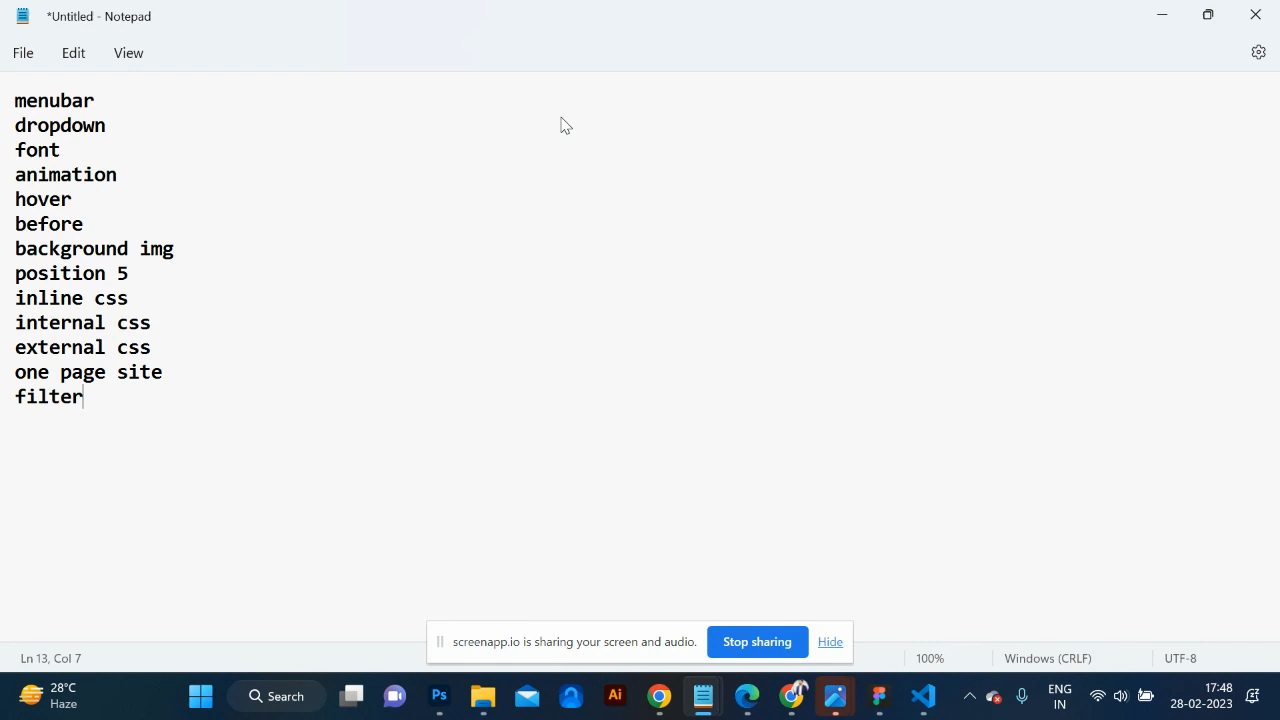 *Untitled - Notepad
File Edit View
menubar
dropdown
font
animation
hover
before
background img
position 5
inline css
internal css
external css
one page site
filter
screenapp.io is sharing your screen and audio. Stop sharing Hide
Ln 13, Col 7 100% Windows (CRLF) UTF-8
28°C
Haze
Search
Ps
Ai
ENG
IN
17:48
28-02-2023